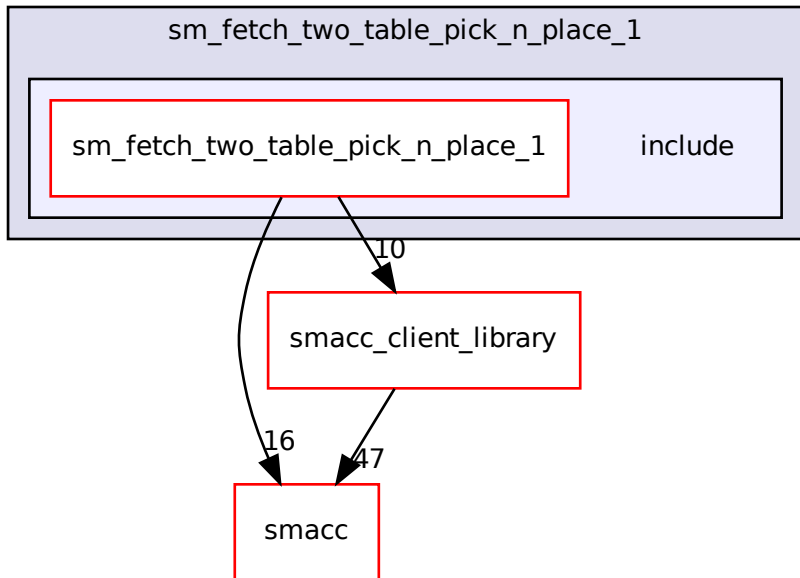 sm_fetch_two_table_pick_n_place_1
sm_fetch_two_table_pick_n_place_1
include
10
smacc_client_library
16
47
smacc